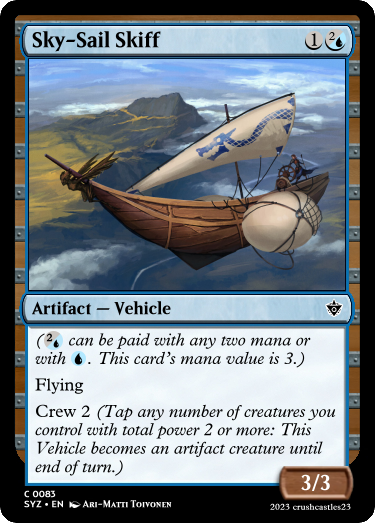 Sky-Sail Skiff 1 2
Artifact — Vehicle
(2 can be paid with any two mana or
with . This card's mana value is 3.)
Flying
Crew 2 (Tap any number of creatures you
control with total power 2 or more: This
Vehicle becomes an artifact creature until
end of turn.)
3/3
C 0083
SYZ • EN Ari-Matti Toivonen
2023 crushcastles23